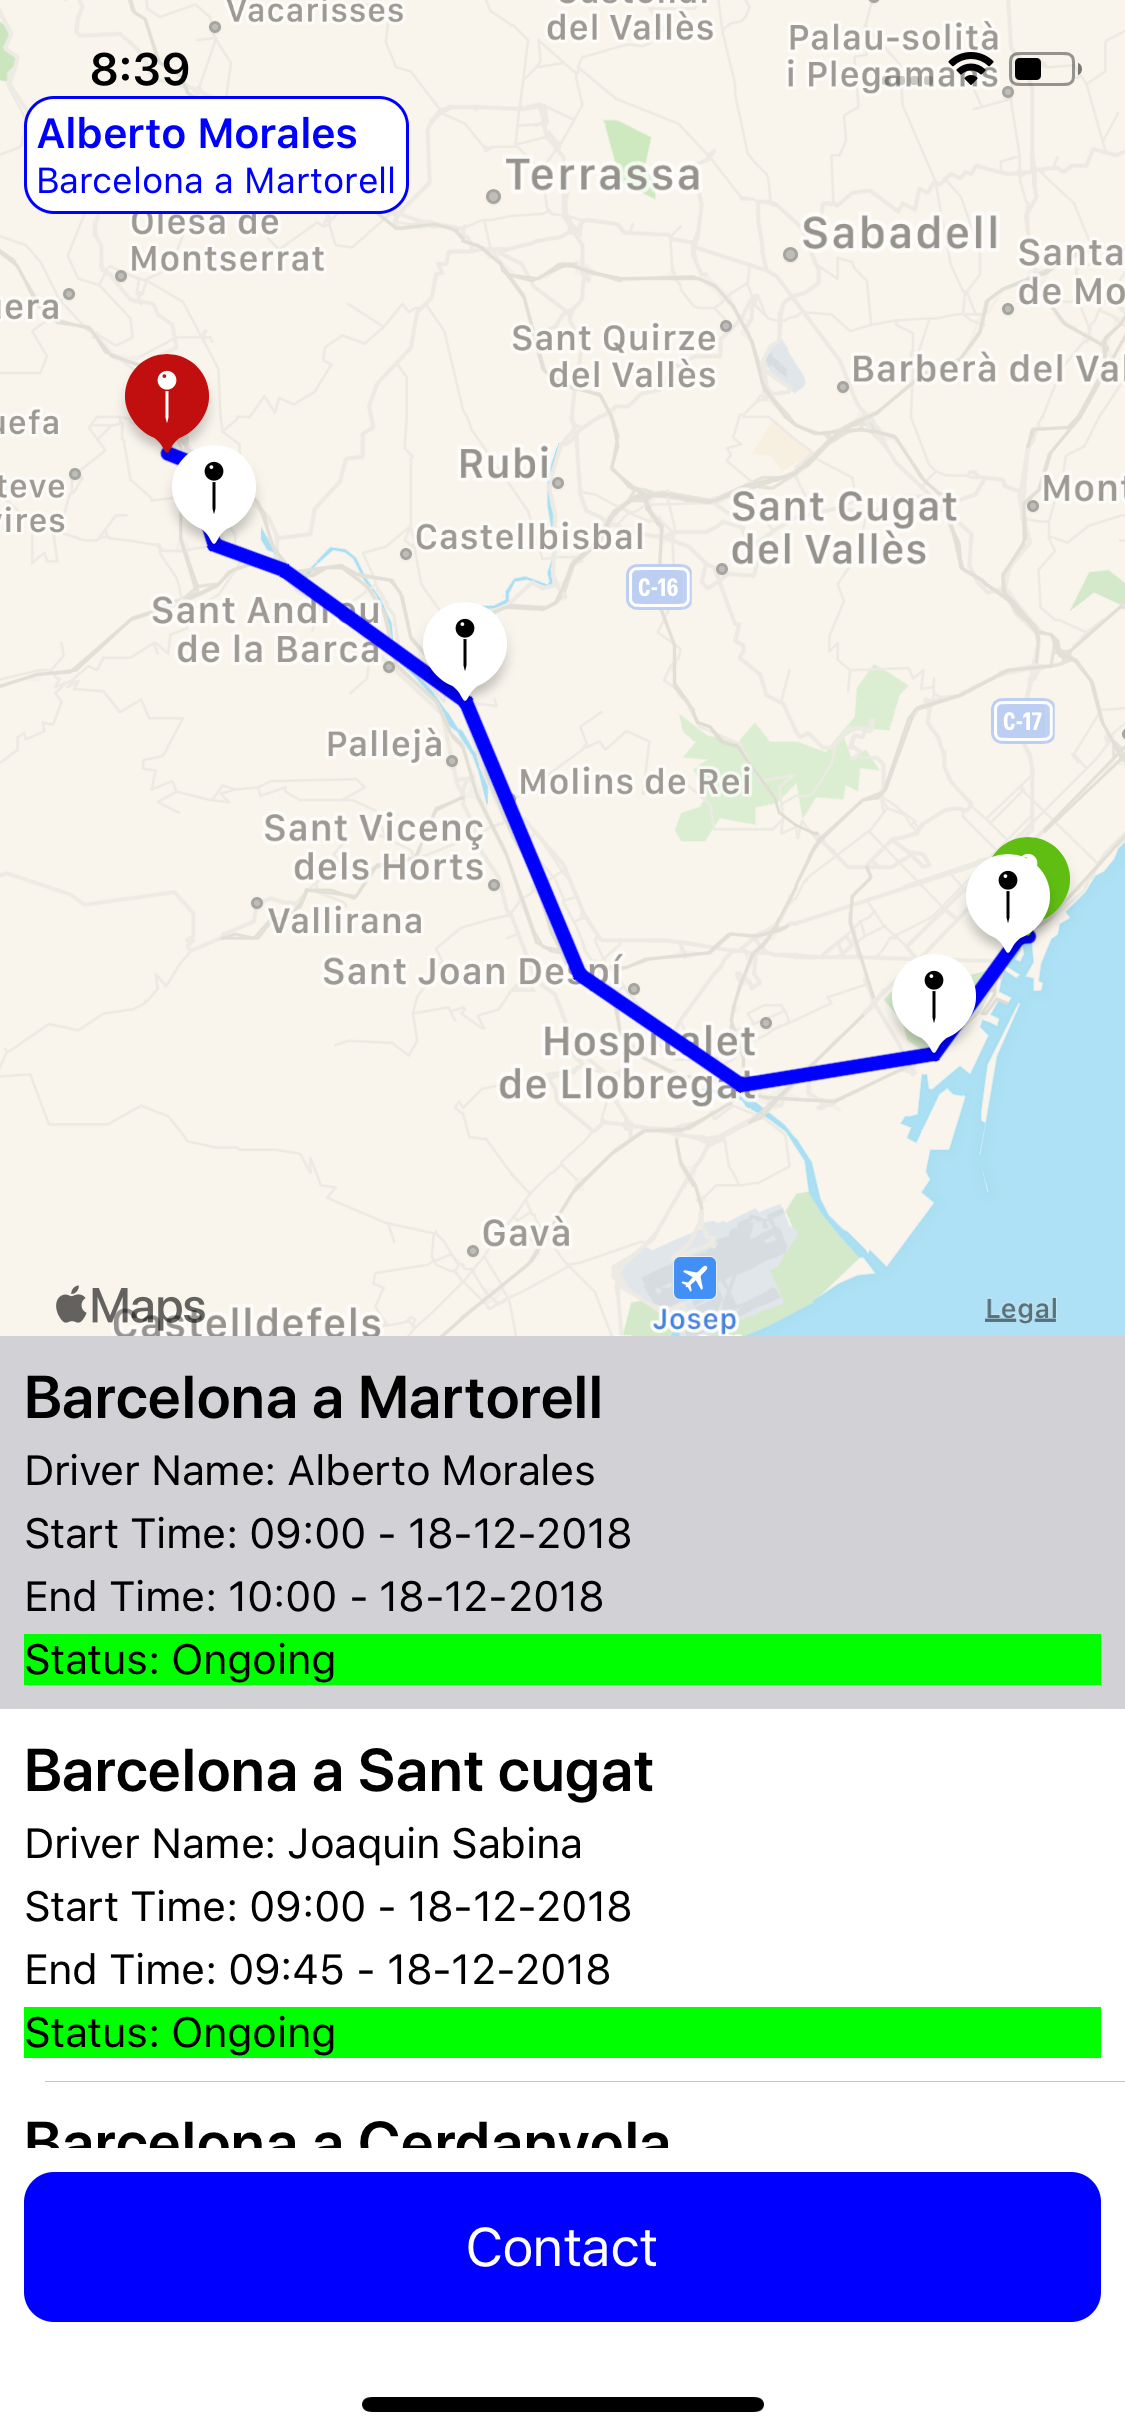 Vacarisses
del Vallès
Palau-solità
i Plegamans
8:39
Alberto Morales
Barcelona a Martorell
Terrassa
Olesa de
Montserrat
Sabadell
Santa
de Mo
era
Sant Quirze
del Vallès
Barberà del Val
uefa
Rubi
teve
vires
Sant Cugat
del Vallès
Mont
Castellbisbal
C-16
Sant Andreu
de la Barca
C-17
Pallejà
Molins de Rei
Sant Vicenç
dels Horts
Vallirana
Sant Joan Despí
Hospitalet
de Llobregat
Gavà
Maps
Castelldefels
Josep
Legal
Barcelona a Martorell
Driver Name: Alberto Morales
Start Time: 09:00 - 18-12-2018
End Time: 10:00 - 18-12-2018
Status: Ongoing
Barcelona a Sant cugat
Driver Name: Joaquin Sabina
Start Time: 09:00 - 18-12-2018
End Time: 09:45 - 18-12-2018
Status: Ongoing
Barcelona a Cerdanyola
Contact